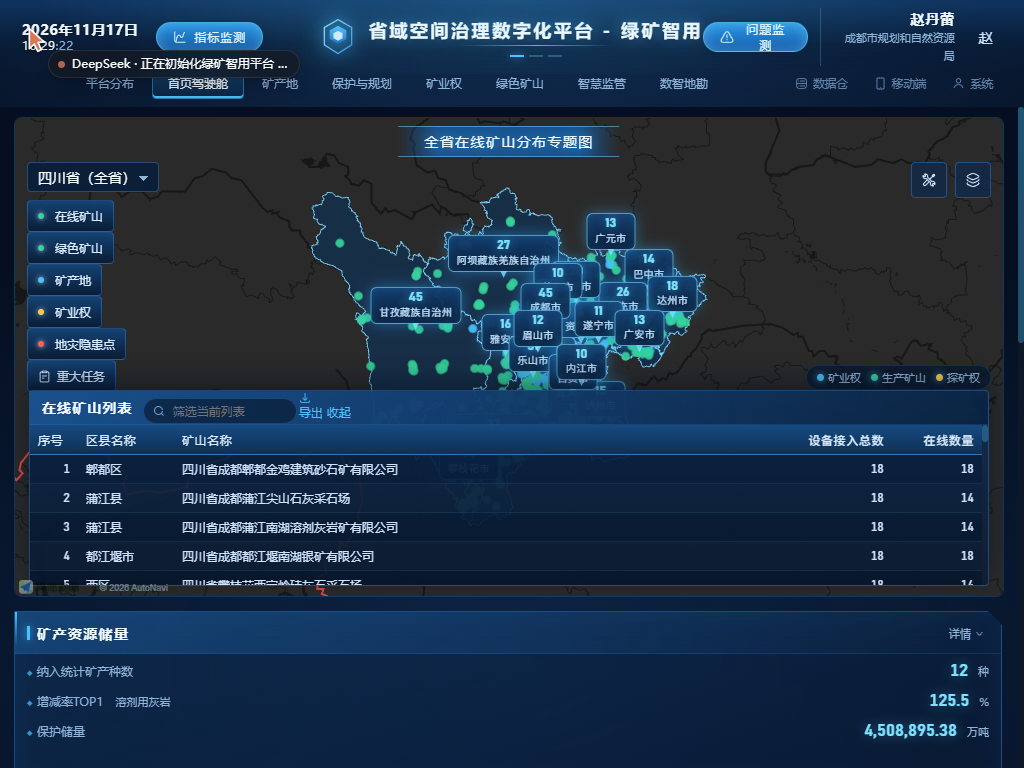 2026年11月17日
指标监测
省域空间治理数字化平台 - 绿矿智用
问题监测
赵丹蕾
成都市规划和自然资源局
赵
DeepSeek · 正在初始化绿矿智用平台 ...
平台分布
首页驾驶舱
矿产地
保护与规划
矿业权
绿色矿山
智慧监管
数智地勘
数据仓
移动端
系统
全省在线矿山分布专题图
四川省（全省）
在线矿山
绿色矿山
矿产地
矿业权
地灾隐患点
重大任务
13
广元市
27
阿坝藏族羌族自治州
14
巴中市
10
市
18
达州市
45
甘孜藏族自治州
45
成都市
26
11
遂宁市
13
广安市
16
雅安
12
眉山市
资
乐山市
10
内江市
矿业权
生产矿山
探矿权
在线矿山列表
筛选当前列表
导出 收起
序号 区县名称 矿山名称 设备接入总数 在线数量
1 郫都区 四川省成都郫都金鸡建筑砂石矿有限公司 18 18
2 蒲江县 四川省成都蒲江尖山石灰采石场 18 14
3 蒲江县 四川省成都蒲江南湖溶剂灰岩矿有限公司 18 14
4 都江堰市 四川省成都都江堰南湖银矿有限公司 18 18
© 2026 AutoNavi
矿产资源储量
详情
纳入统计矿产种数 12 种
增减率TOP1 溶剂用灰岩 125.5 %
保护储量 4,508,895.38 万吨